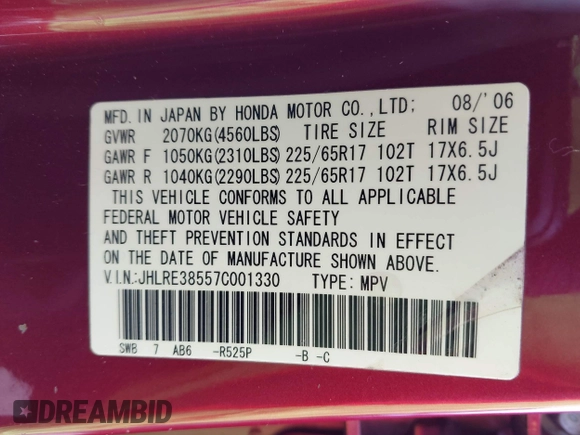 MFD. IN JAPAN BY HONDA MOTOR CO.,LTD; 08/'06
GVWR 2070KG(4560LBS) TIRE SIZE RIM SIZE
GAWR F 1050KG(2310LBS) 225/65R17 102T 17X6.5J
GAWR R 1040KG(2290LBS) 225/65R17 102T 17X6.5J
THIS VEHICLE CONFORMS TO ALL APPLICABLE
FEDERAL MOTOR VEHICLE SAFETY
AND THEFT PREVENTION STANDARDS IN EFFECT
ON THE DATE OF MANUFACTURE SHOWN ABOVE.
V.I.N.:JHLRE38557C001330 TYPE: MPV
SWB 7 AB6 -R525P -B -C
DREAMBID